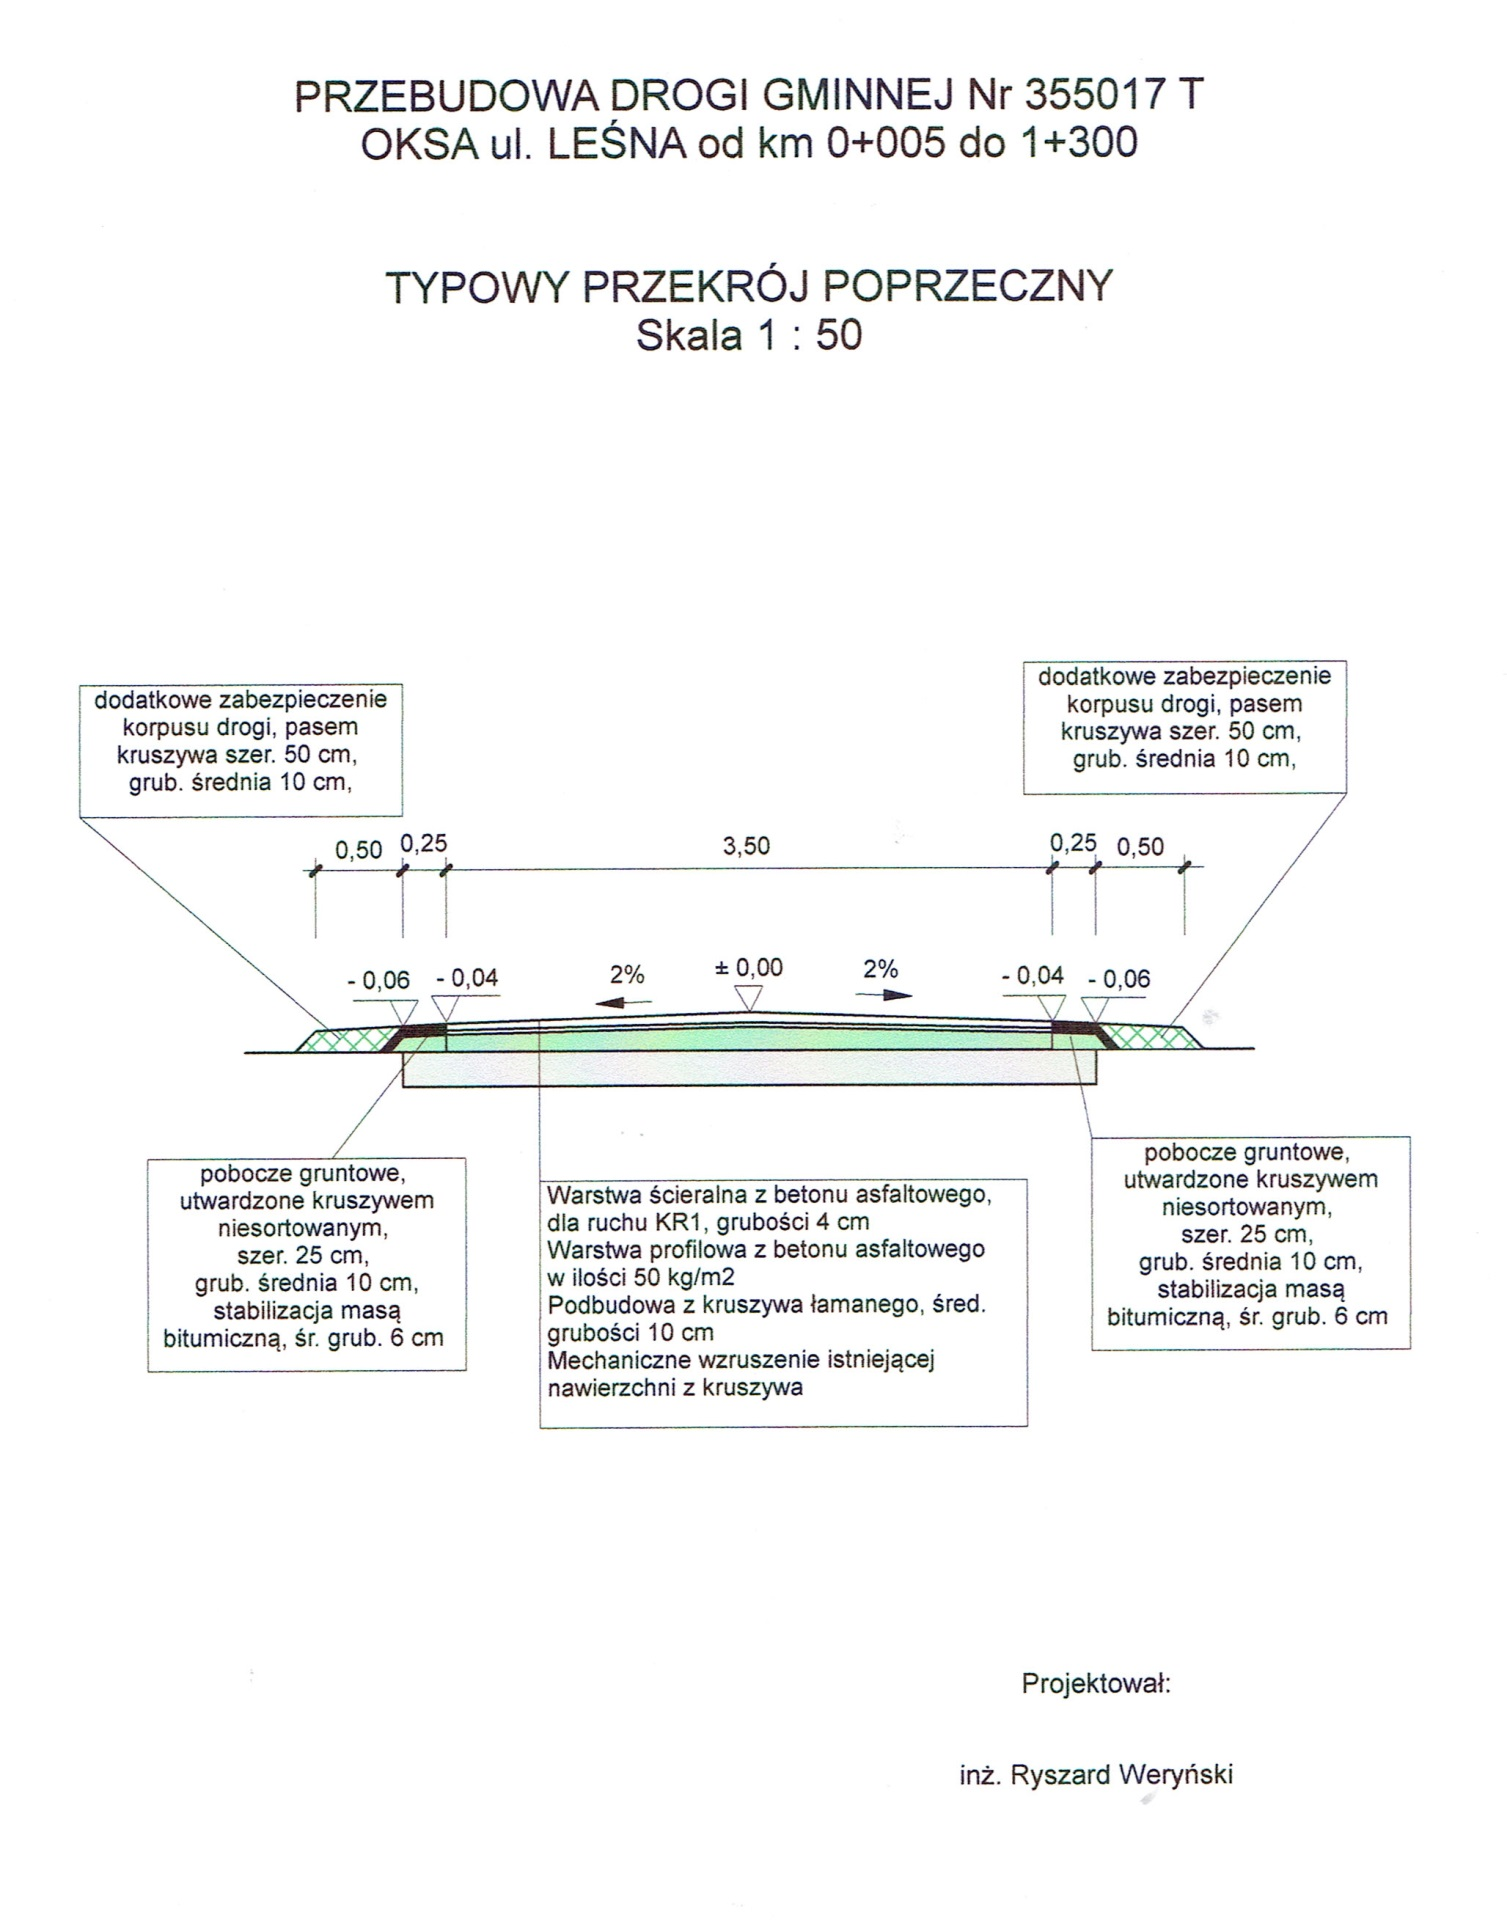 PRZEBUDOWA DROGI GMINNEJ Nr 355017 T
OKSA ul. LEŚNA od km 0+005 do 1+300
TYPOWY PRZEKRÓJ POPRZECZNY
Skala 1 : 50
dodatkowe zabezpieczenie
korpusu drogi, pasem
kruszywa szer. 50 cm,
grub. średnia 10 cm,
dodatkowe zabezpieczenie
korpusu drogi, pasem
kruszywa szer. 50 cm,
grub. średnia 10 cm,
0,50 0,25 3,50 0,25 0,50
- 0,06 - 0,04 2% ± 0,00 2% - 0,04 - 0,06
pobocze gruntowe,
utwardzone kruszywem
niesortowanym,
szer. 25 cm,
grub. średnia 10 cm,
stabilizacja masą
bitumiczną, śr. grub. 6 cm
Warstwa ścieralna z betonu asfaltowego,
dla ruchu KR1, grubości 4 cm
Warstwa profilowa z betonu asfaltowego
w ilości 50 kg/m2
Podbudowa z kruszywa łamanego, śred.
grubości 10 cm
Mechaniczne wzruszenie istniejącej
nawierzchni z kruszywa
pobocze gruntowe,
utwardzone kruszywem
niesortowanym,
szer. 25 cm,
grub. średnia 10 cm,
stabilizacja masą
bitumiczną, śr. grub. 6 cm
Projektował:
inż. Ryszard Weryński